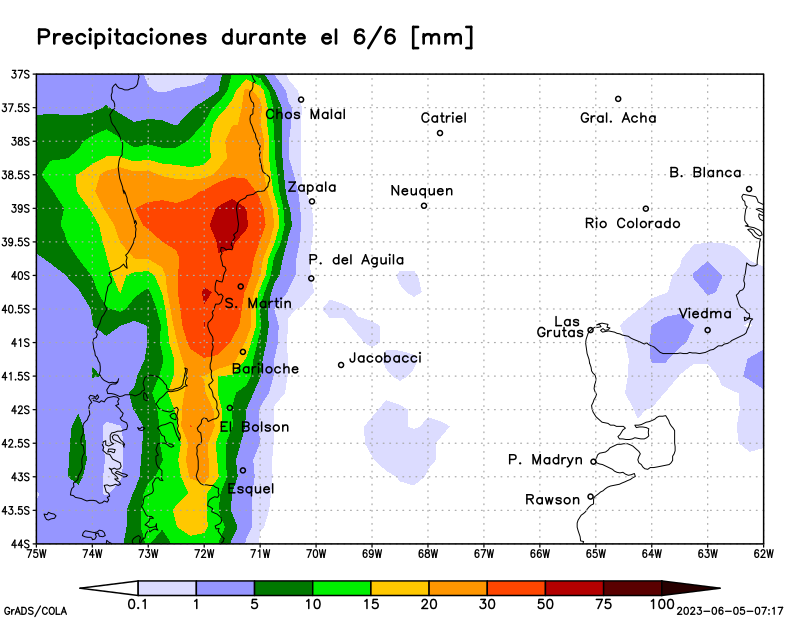 Precipitaciones durante el 6/6 [mm]
37S
37.5S
38S
38.5S
39S
39.5S
40S
40.5S
41S
41.5S
42S
42.5S
43S
43.5S
44S
Chos Malal
Catriel
Gral. Acha
B. Blanca
Zapala
Neuquen
Rio Colorado
P. del Aguila
S. Martin
Viedma
Las
Grutas
Jacobacci
Bariloche
El Bolson
P. Madryn
Esquel
Rawson
75W 74W 73W 72W 71W 70W 69W 68W 67W 66W 65W 64W 63W 62W
0.1 1 5 10 15 20 30 50 75 100
GrADS/COLA 2023-06-05-07:17